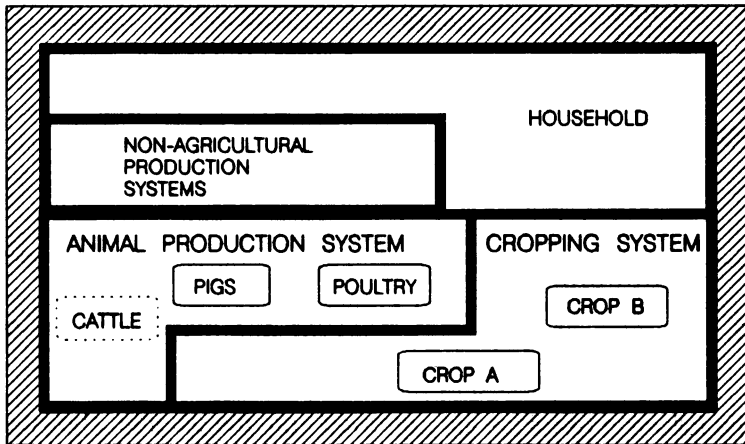 HOUSEHOLD
NON-AGRICULTURAL
PRODUCTION
SYSTEMS
ANIMAL PRODUCTION SYSTEM
PIGS
POULTRY
CATTLE
CROPPING SYSTEM
CROP B
CROP A